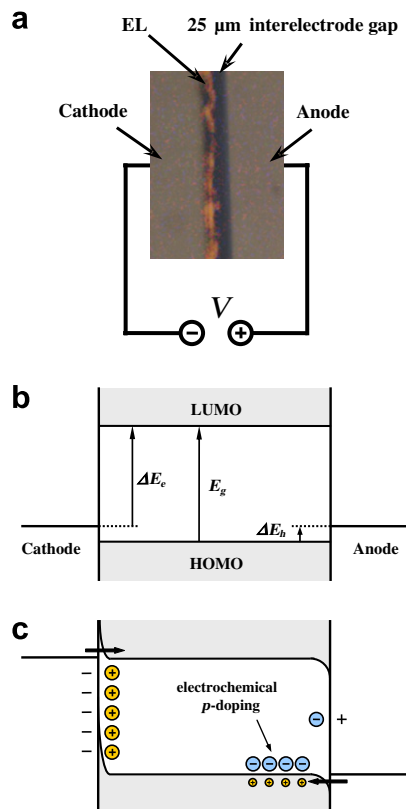 a
EL 25 µm interelectrode gap
Cathode Anode
V
− +
b
LUMO
ΔEe Eg ΔEh
Cathode Anode
HOMO
c
− +
− +
− +
− +
− +
electrochemical
p-doping
− +
− − − −
+ + + +